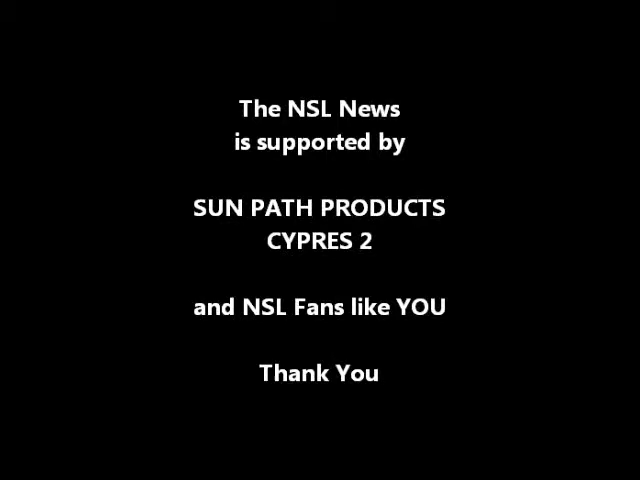 The NSL News
is supported by
SUN PATH PRODUCTS
CYPRES 2
and NSL Fans like YOU
Thank You